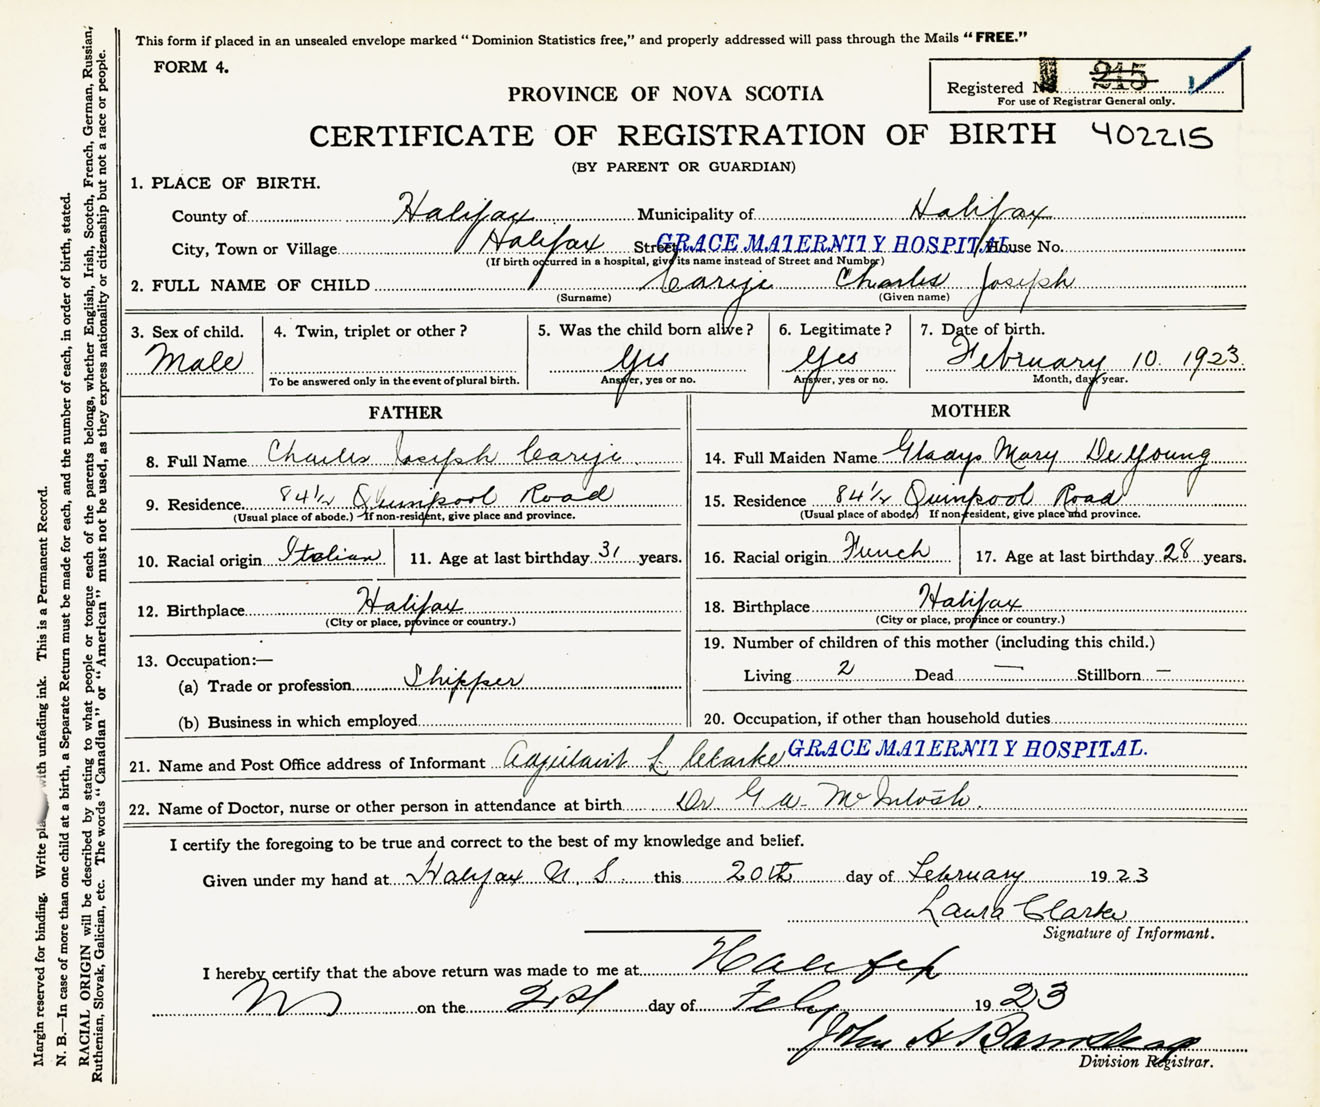 This form if placed in an unsealed envelope marked "Dominion Statistics free," and properly addressed will pass through the Mails "FREE."
FORM 4.
Registered No. 215
For use of Registrar General only.
PROVINCE OF NOVA SCOTIA
CERTIFICATE OF REGISTRATION OF BIRTH 402215
(BY PARENT OR GUARDIAN)
1. PLACE OF BIRTH.
County of Halifax Municipality of Halifax
City, Town or Village Halifax Street GRACE MATERNITY HOSPITAL House No.
(If birth occurred in a hospital, give its name instead of Street and Number)
2. FULL NAME OF CHILD Carigi Charles Joseph
(Surname) (Given name)
3. Sex of child. 4. Twin, triplet or other? 5. Was the child born alive? 6. Legitimate? 7. Date of birth.
Male Yes Yes February 10. 1923.
To be answered only in the event of plural birth. Answer, yes or no. Answer, yes or no. Month, day, year.
FATHER
8. Full Name Charles Joseph Carigi
9. Residence 84 1/2 Quinpool Road
(Usual place of abode.) If non-resident, give place and province.
10. Racial origin Italian 11. Age at last birthday 31 years.
12. Birthplace Halifax
(City or place, province or country.)
13. Occupation:—
(a) Trade or profession Shipper
(b) Business in which employed
MOTHER
14. Full Maiden Name Gladys Mary DeYoung
15. Residence 84 1/2 Quinpool Road
(Usual place of abode) If non-resident, give place and province.
16. Racial origin French 17. Age at last birthday 28 years.
18. Birthplace Halifax
(City or place, province or country.)
19. Number of children of this mother (including this child.)
Living 2 Dead — Stillborn —
20. Occupation, if other than household duties
21. Name and Post Office address of Informant Adjutant L Clarke GRACE MATERNITY HOSPITAL.
22. Name of Doctor, nurse or other person in attendance at birth Dr. G. A. McIntosh.
I certify the foregoing to be true and correct to the best of my knowledge and belief.
Given under my hand at Halifax N. S. this 20th day of February 1923
Laura Clarke
Signature of Informant.
I hereby certify that the above return was made to me at Halifax
on the day of Feby 1923
John H
Division Registrar.
Margin reserved for binding. Write with unfading ink. This is a Permanent Record.
N. B.—In case of more than one child at a birth, a Separate Return must be made for each, and the number of each, in order of birth, stated.
RACIAL ORIGIN will be described by stating to what people or tongue each of the parents belongs, whether English, Irish, Scotch, French, German, Russian,
Ruthenian, Slovak, Galician, etc. The words "Canadian" or "American" must not be used, as they express nationality or citizenship but not a race or people.